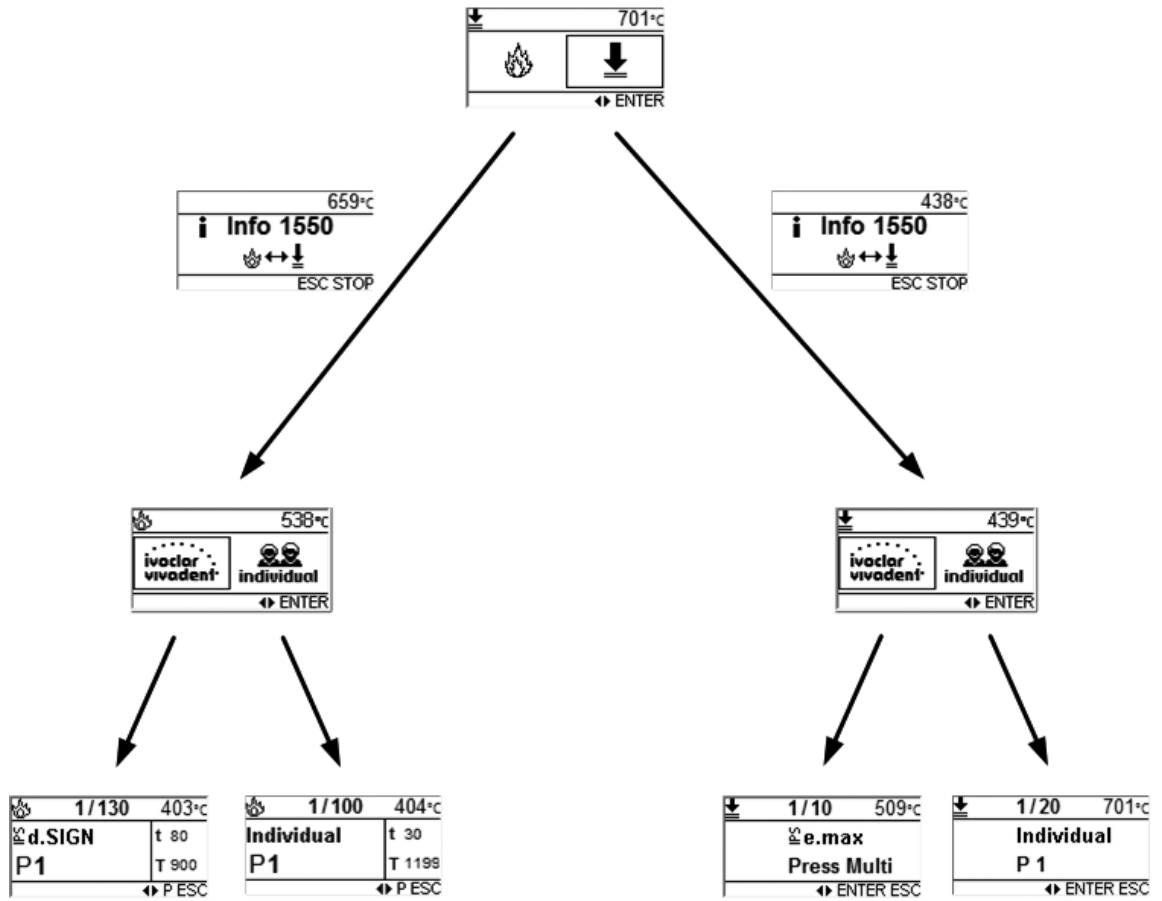 701°C
ENTER
659°C
i Info 1550
ESC STOP
438°C
i Info 1550
ESC STOP
538°C
ivoclar vivadent individual
ENTER
439°C
ivoclar vivadent individual
ENTER
1/130 403°C
IPS d.SIGN t 80
P1 T 900
P ESC
1/100 404°C
Individual t 30
P1 T 1199
P ESC
1/10 509°C
IPS e.max
Press Multi
ENTER ESC
1/20 701°C
Individual
P 1
ENTER ESC